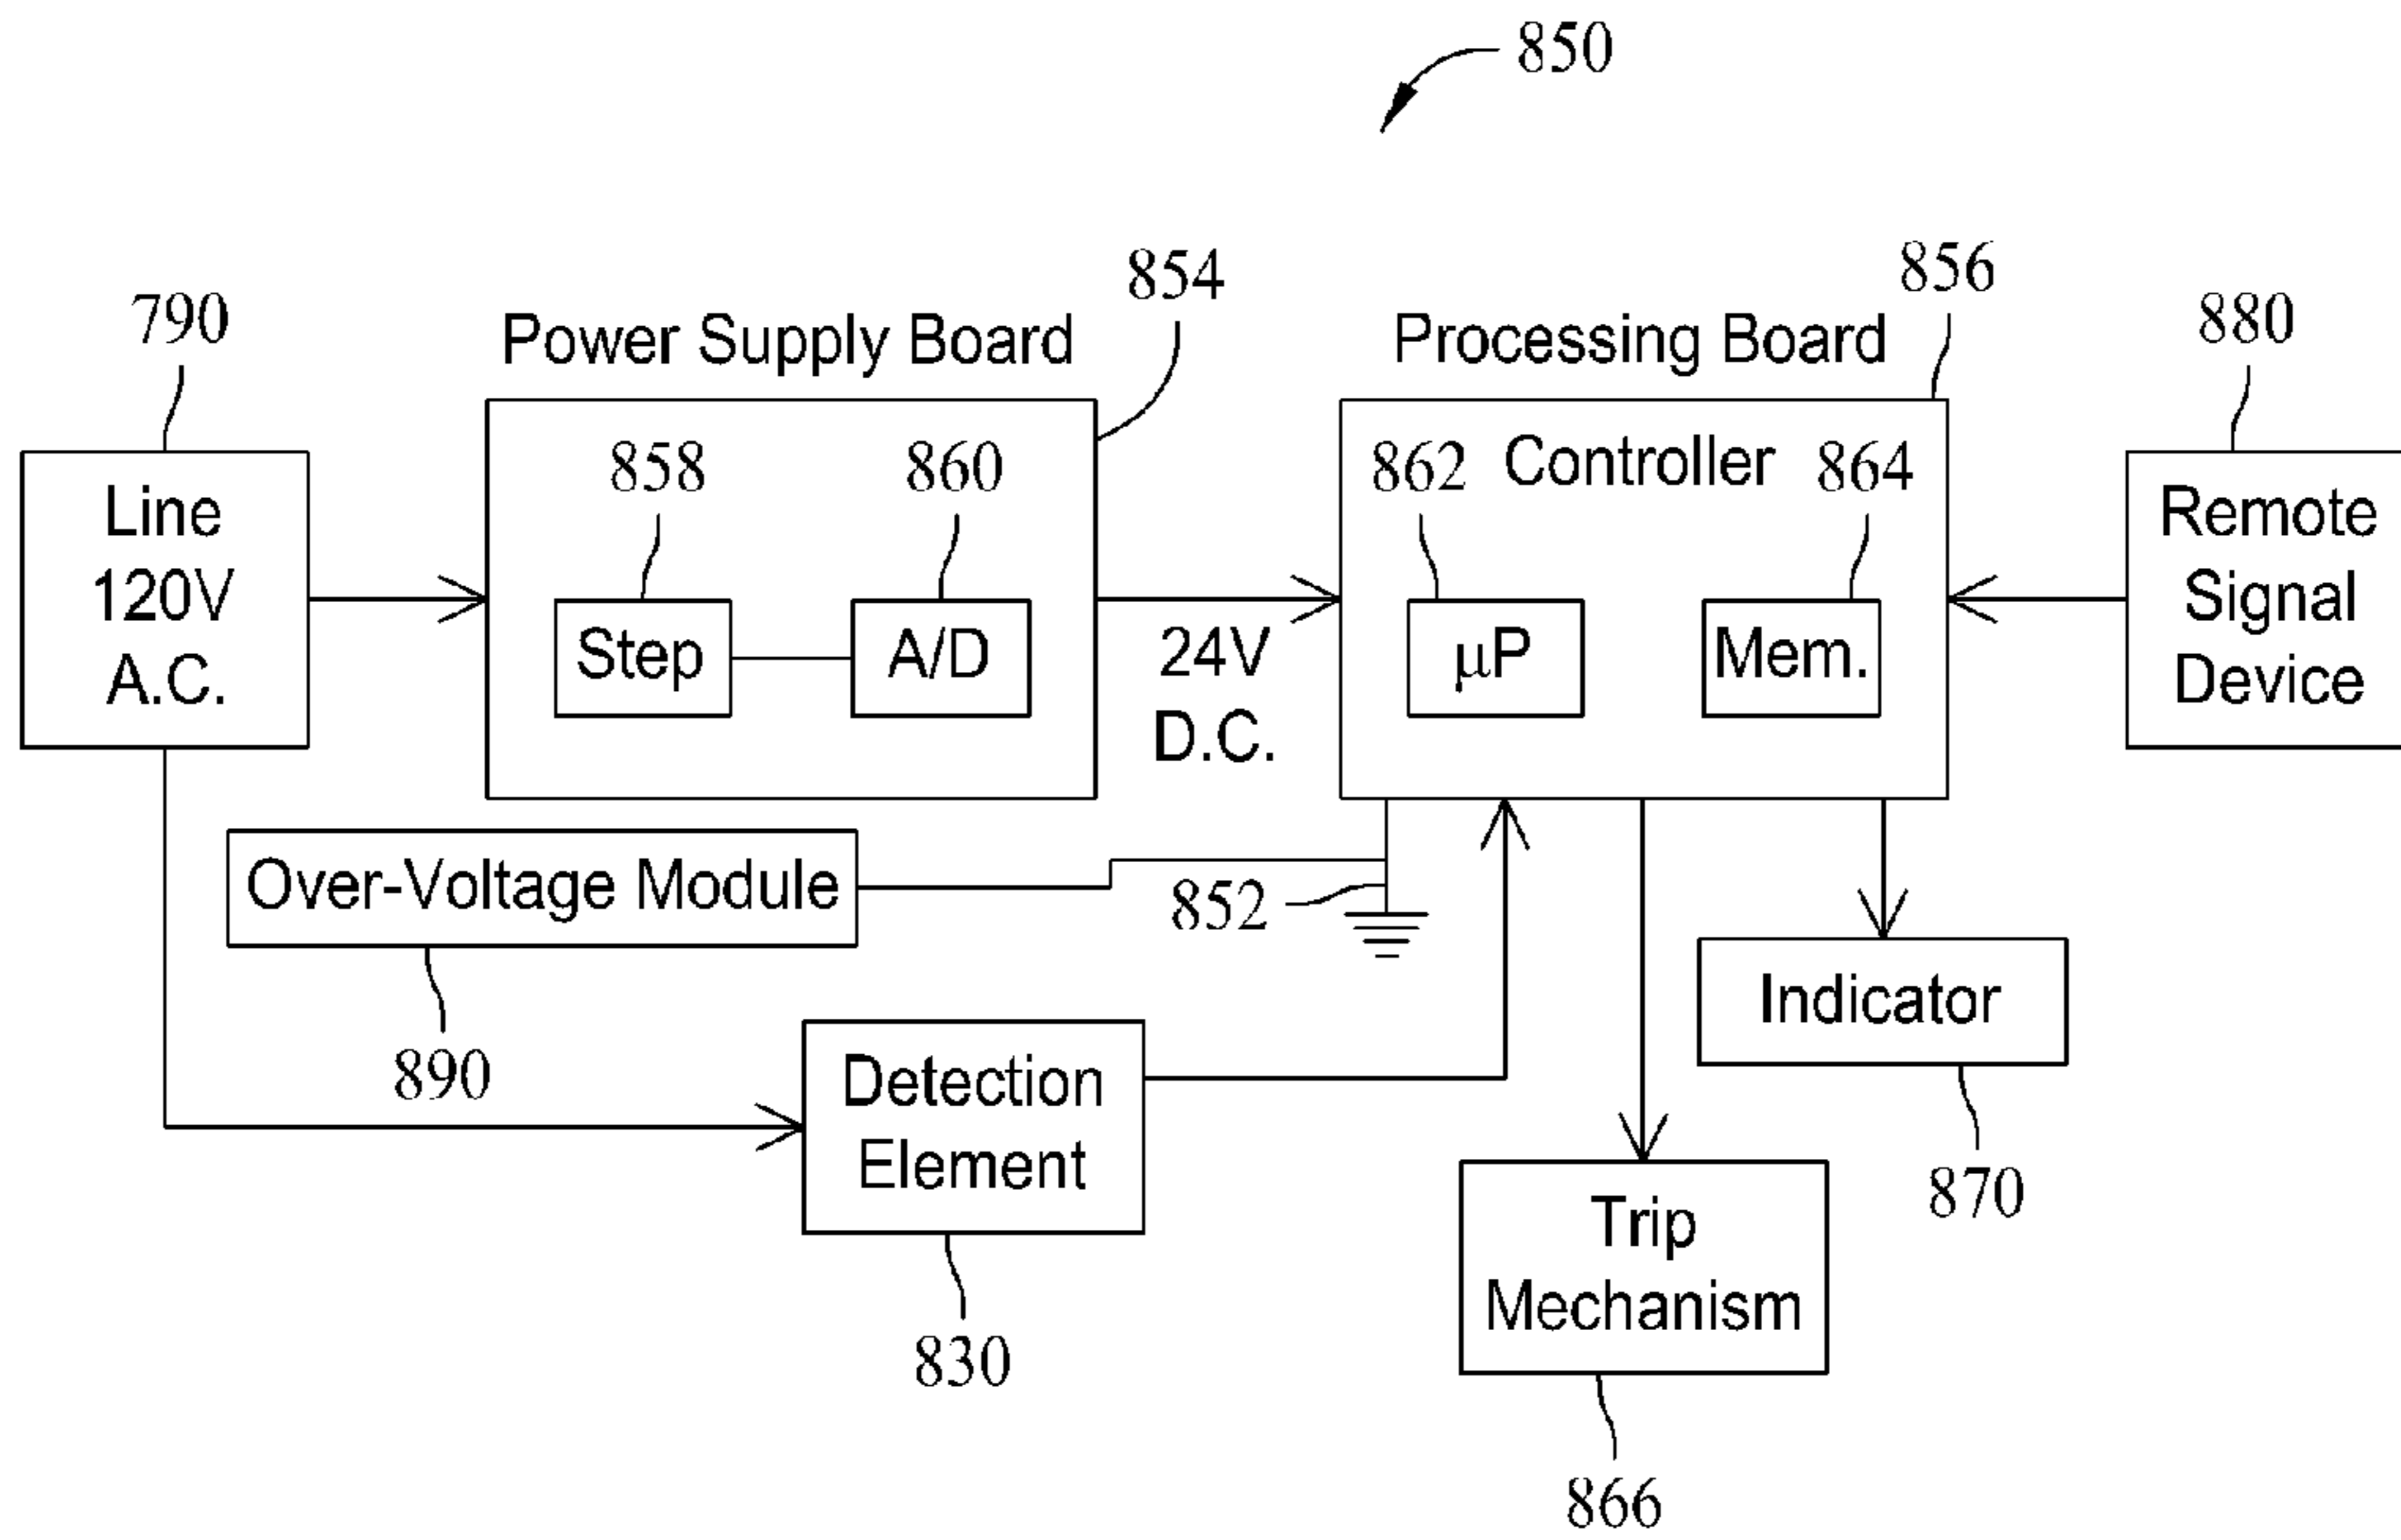 850
790
Power Supply Board
854
Processing Board
856
880
Line
120V
A.C.
858
860
Step
A/D
24V
D.C.
862
Controller
864
µP
Mem.
Remote
Signal
Device
Over-Voltage Module
890
852
Detection
Element
830
Indicator
870
Trip
Mechanism
866